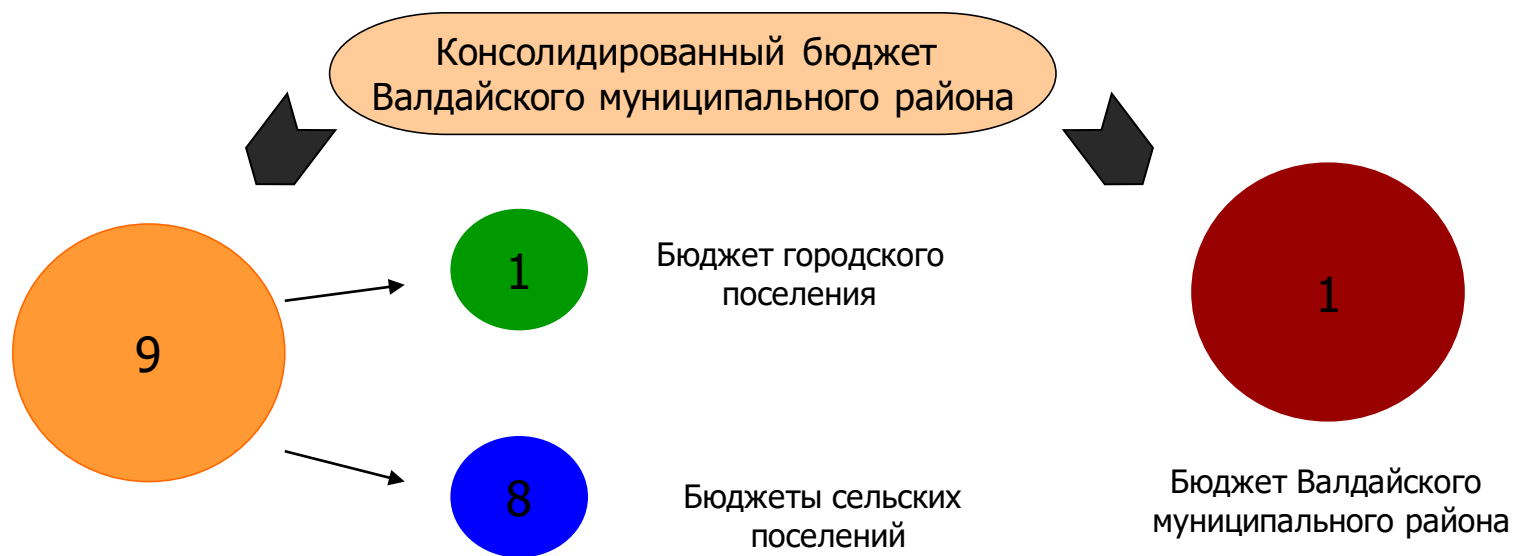 Консолидированный бюджет
Валдайского муниципального района
9
1
Бюджет городского
поселения
8
Бюджеты сельских
поселений
1
Бюджет Валдайского
муниципального района